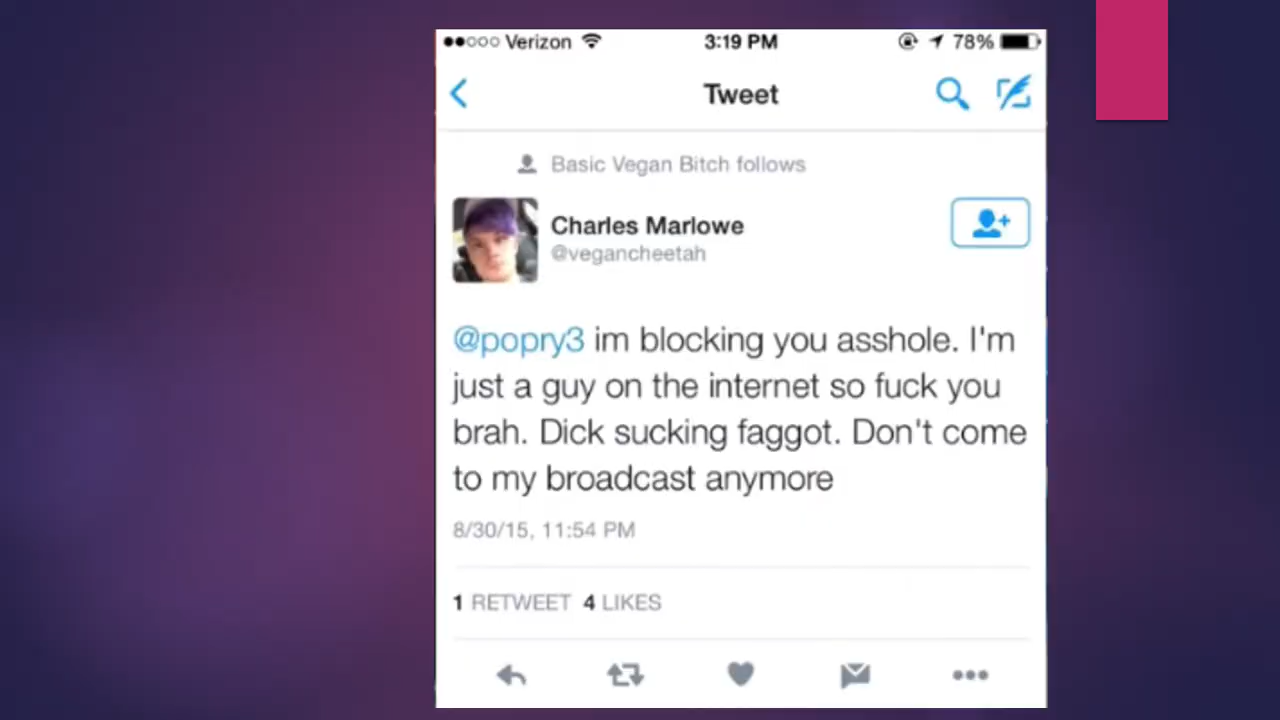 Verizon 3:19 PM 78%
Tweet
Basic Vegan Bitch follows
Charles Marlowe
@vegancheetah
@popry3 im blocking you asshole. I'm
just a guy on the internet so fuck you
brah. Dick sucking faggot. Don't come
to my broadcast anymore
8/30/15, 11:54 PM
1 RETWEET 4 LIKES